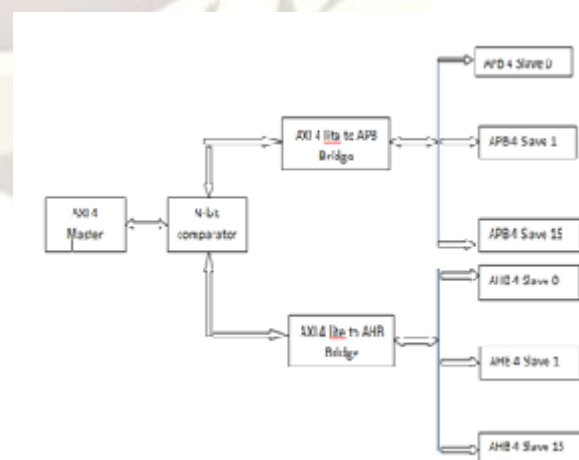 APB 4 Slave 0
AXI 4 lite to APB
Bridge
APB4 Save 1
AXI 4
Master
N-bit
comparator
APB4 Save 15
AHB 4 Slave 0
AXI 4 lite to AHB
Bridge
AHB 4 Slave 1
AHB 4 Slave 15